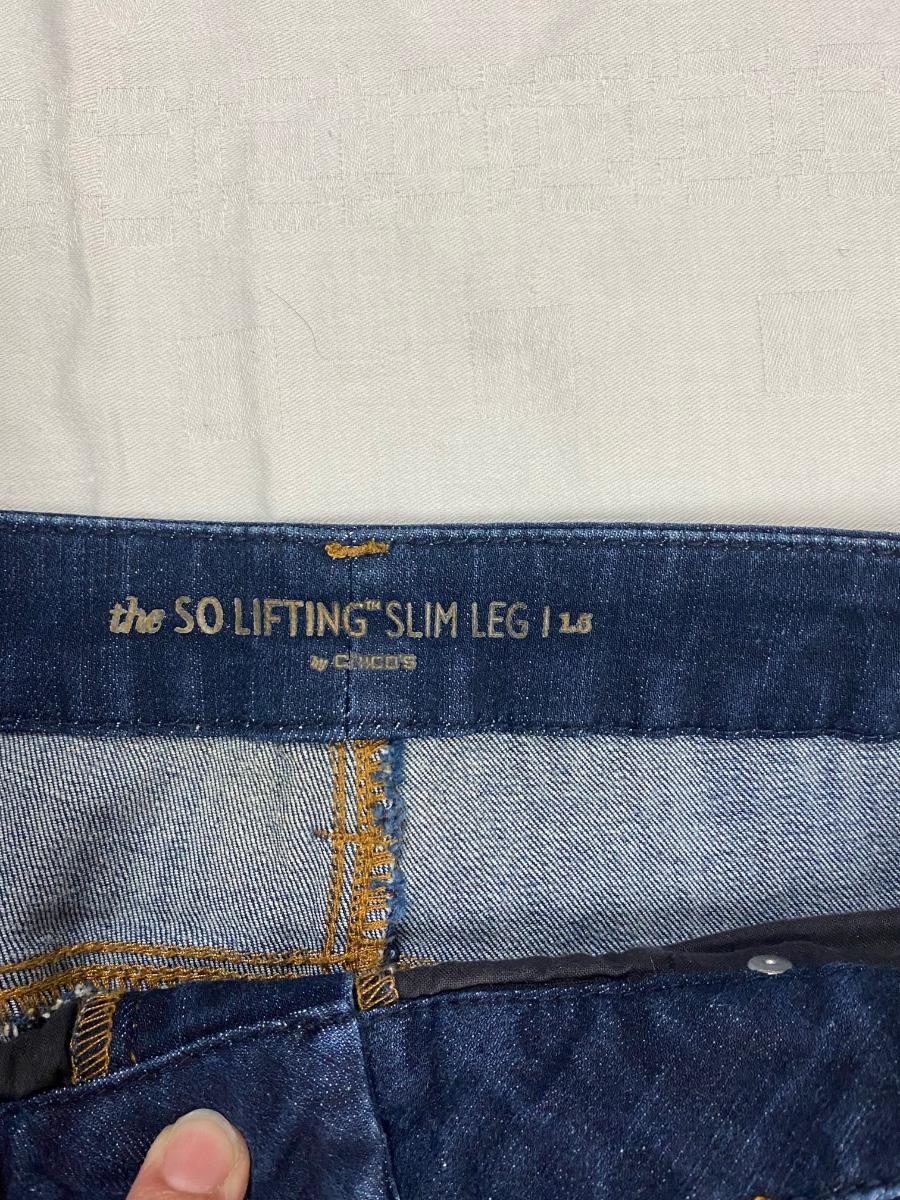 the SO LIFTING™ SLIM LEG | 1.5
by CHICO'S